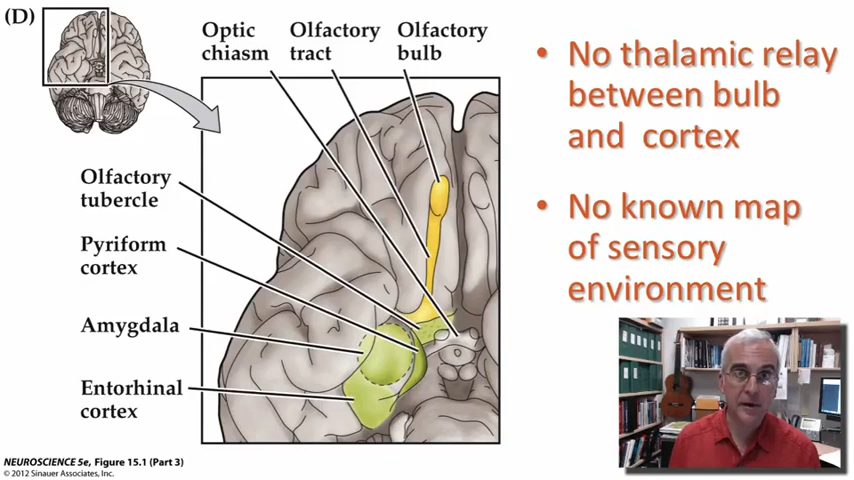 (D)
Optic
chiasm
Olfactory
tract
Olfactory
bulb
Olfactory
tubercle
Pyriform
cortex
Amygdala
Entorhinal
cortex
• No thalamic relay
between bulb
and cortex
• No known map
of sensory
environment
NEUROSCIENCE 5e, Figure 15.1 (Part 3)
© 2012 Sinauer Associates, Inc.